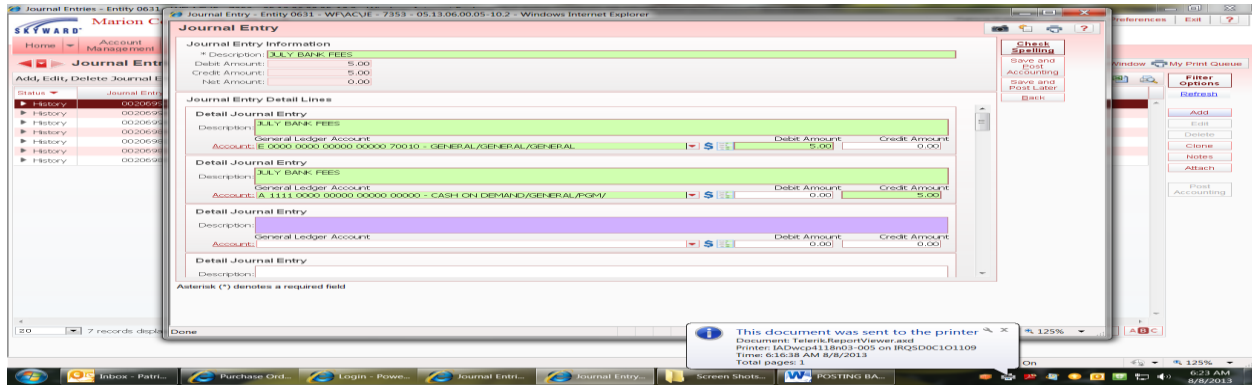 Journal Entries - Entity 0631
Journal Entry - Entity 0631 - WF\AC\JE - 7353 - 05.13.06.00.05-10.2 - Windows Internet Explorer
SKYWARD
Marion C
Preferences | Exit | ?
Home
Account Management
Journal Entr
Window
My Print Queue
Add, Edit, Delete Journal E
Status
Journal Entry
History
History
History
History
History
History
20
7 records displa
Journal Entry
?
Journal Entry Information
* Description: JULY BANK FEES
Debit Amount: 5.00
Credit Amount: 5.00
Net Amount: 0.00
Check Spelling
Save and Post Accounting
Save and Post Later
Back
Journal Entry Detail Lines
Detail Journal Entry
Description: JULY BANK FEES
General Ledger Account Debit Amount Credit Amount
Account: E 0000 0000 00000 00000 70010 - GENERAL/GENERAL/GENERAL $ 5.00 0.00
Detail Journal Entry
Description: JULY BANK FEES
General Ledger Account Debit Amount Credit Amount
Account: A 1111 0000 00000 00000 00000 - CASH ON DEMAND/GENERAL/PGM/ $ 0.00 5.00
Detail Journal Entry
Description:
General Ledger Account Debit Amount Credit Amount
Account: $ 0.00 0.00
Detail Journal Entry
Description:
Asterisk (*) denotes a required field
Done
125%
Filter Options
Refresh
Add
Edit
Delete
Clone
Notes
Attach
Post Accounting
A B C
This document was sent to the printer
Document: Telerik.ReportViewer.axd
Printer: IADwcp4118n03-005 on IRQSD0C1O1109
Time: 6:16:38 AM 8/8/2013
Total pages: 1
On
125%
Inbox - Patri...
Purchase Ord...
Login - Powe...
Journal Entri...
Journal Entry...
Screen Shots...
POSTING BA...
6:23 AM
8/8/2013